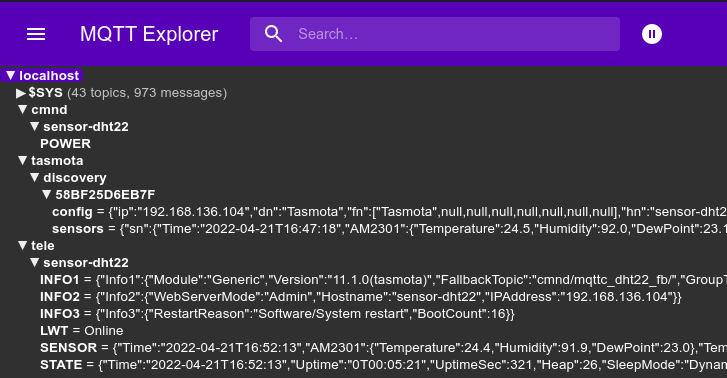 MQTT Explorer Search...
localhost
$SYS (43 topics, 973 messages)
cmnd
sensor-dht22
POWER
tasmota
discovery
58BF25D6EB7F
config = {"ip":"192.168.136.104","dn":"Tasmota","fn":["Tasmota",null,null,null,null,null,null,null],"hn":"sensor-dht2
sensors = {"sn":{"Time":"2022-04-21T16:47:18","AM2301":{"Temperature":24.5,"Humidity":92.0,"DewPoint":23.1
tele
sensor-dht22
INFO1 = {"Info1":{"Module":"Generic","Version":"11.1.0(tasmota)","FallbackTopic":"cmnd/mqttc_dht22_fb/","GroupT
INFO2 = {"Info2":{"WebServerMode":"Admin","Hostname":"sensor-dht22","IPAddress":"192.168.136.104"}}
INFO3 = {"Info3":{"RestartReason":"Software/System restart","BootCount":16}}
LWT = Online
SENSOR = {"Time":"2022-04-21T16:52:13","AM2301":{"Temperature":24.4,"Humidity":91.9,"DewPoint":23.0},"Tem
STATE = {"Time":"2022-04-21T16:52:13","Uptime":"0T00:05:21","UptimeSec":321,"Heap":26,"SleepMode":"Dynam